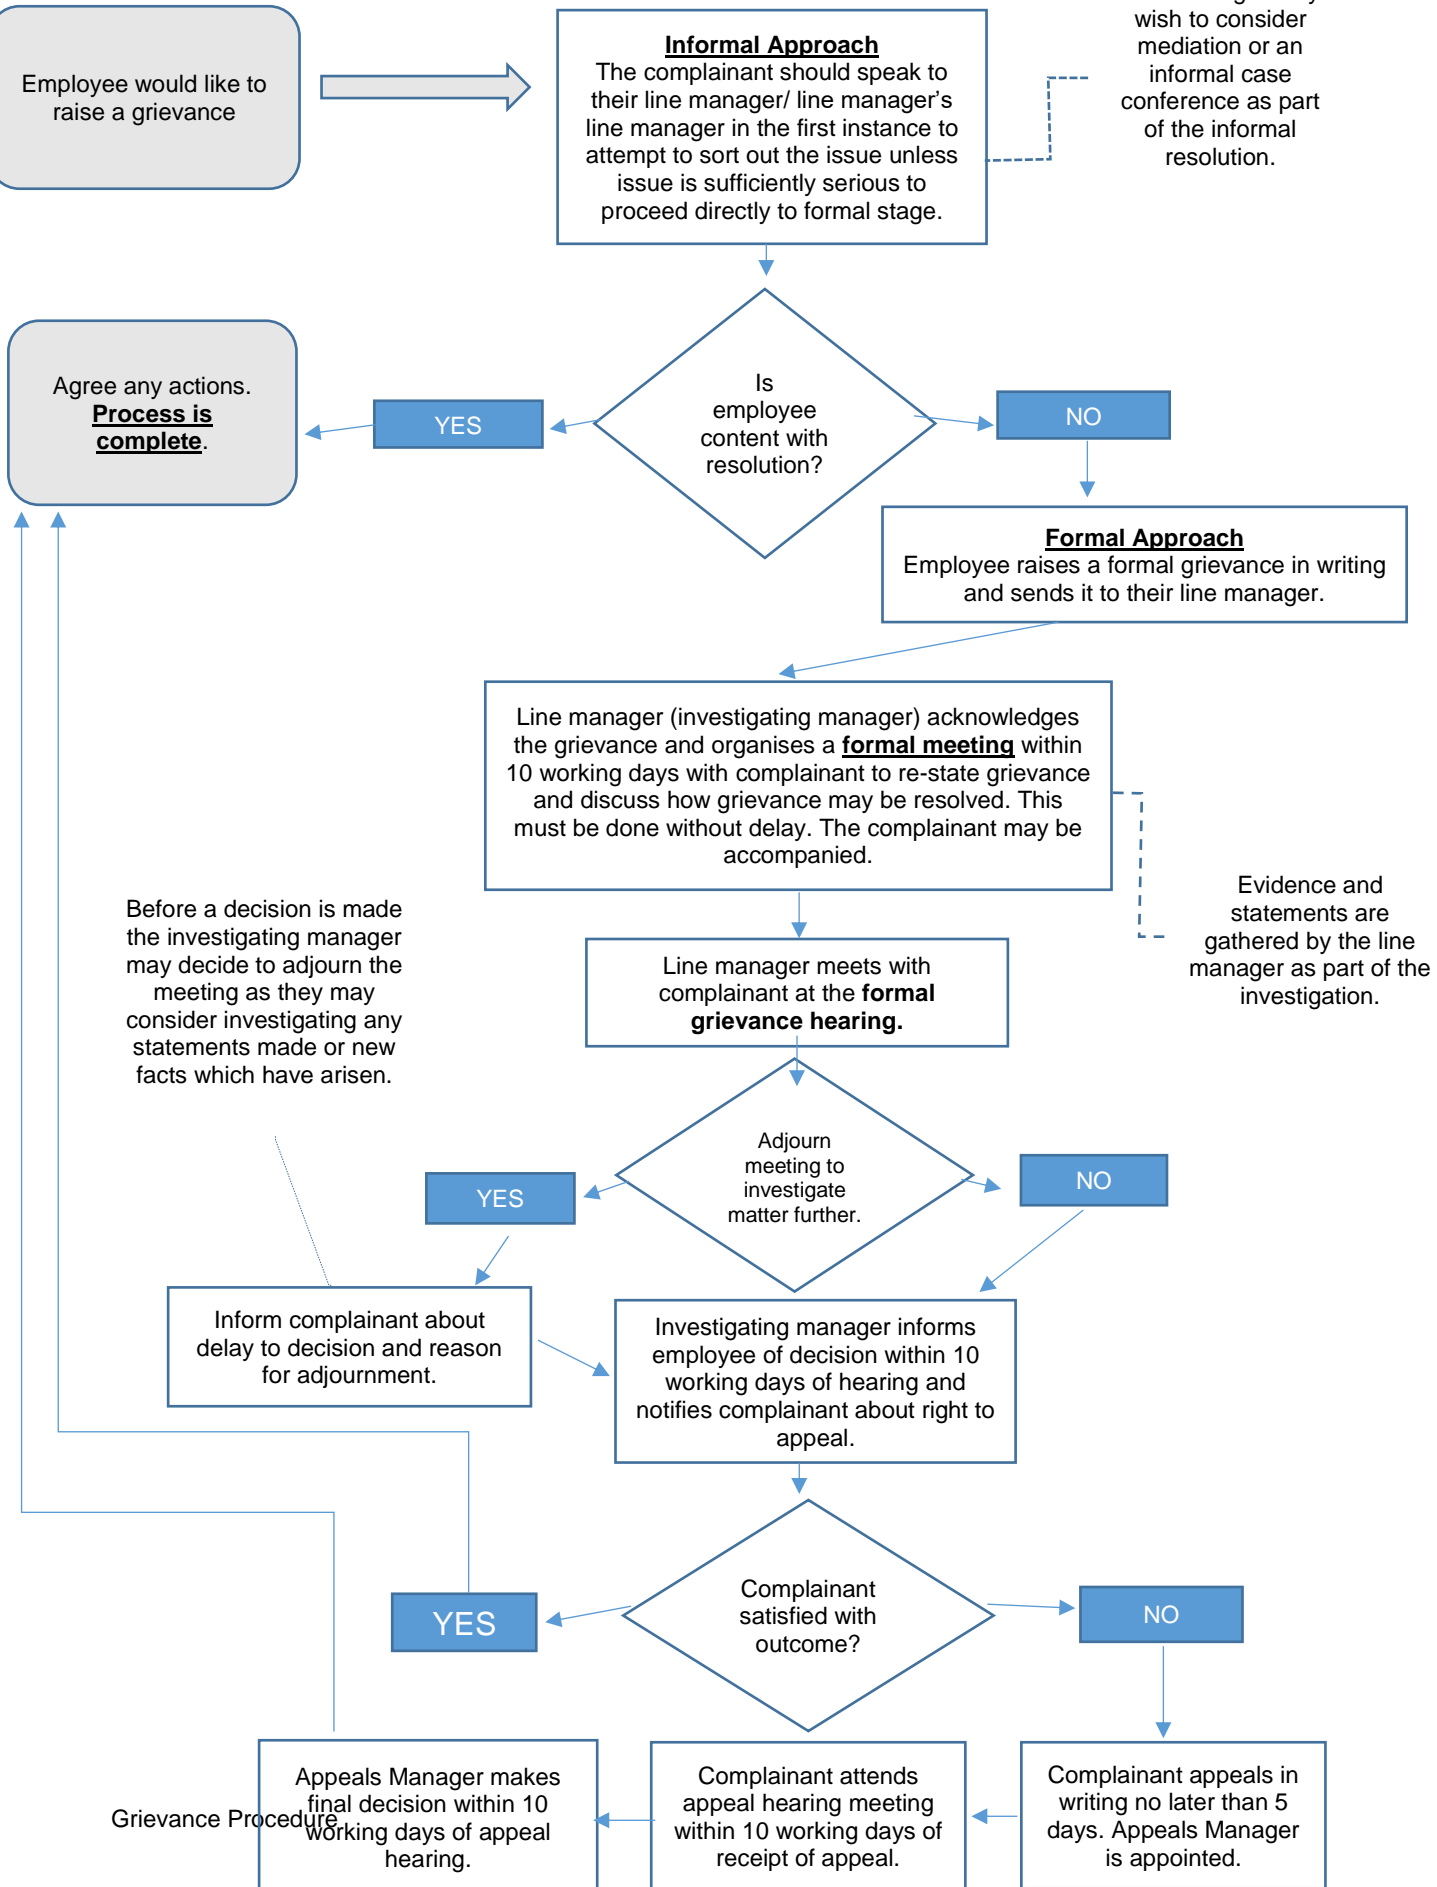 Employee would like to
raise a grievance
Informal Approach
The complainant should speak to
their line manager/ line manager's
line manager in the first instance to
attempt to sort out the issue unless
issue is sufficiently serious to
proceed directly to formal stage.
wish to consider
mediation or an
informal case
conference as part
of the informal
resolution.
Is
employee
content with
resolution?
YES
NO
Agree any actions.
Process is
complete.
Formal Approach
Employee raises a formal grievance in writing
and sends it to their line manager.
Line manager (investigating manager) acknowledges
the grievance and organises a formal meeting within
10 working days with complainant to re-state grievance
and discuss how grievance may be resolved. This
must be done without delay. The complainant may be
accompanied.
Evidence and
statements are
gathered by the line
manager as part of the
investigation.
Line manager meets with
complainant at the formal
grievance hearing.
Before a decision is made
the investigating manager
may decide to adjourn the
meeting as they may
consider investigating any
statements made or new
facts which have arisen.
Adjourn
meeting to
investigate
matter further.
YES
NO
Inform complainant about
delay to decision and reason
for adjournment.
Investigating manager informs
employee of decision within 10
working days of hearing and
notifies complainant about right to
appeal.
Complainant
satisfied with
outcome?
YES
NO
Complainant appeals in
writing no later than 5
days. Appeals Manager
is appointed.
Complainant attends
appeal hearing meeting
within 10 working days of
receipt of appeal.
Appeals Manager makes
final decision within 10
working days of appeal
hearing.
Grievance Procedure